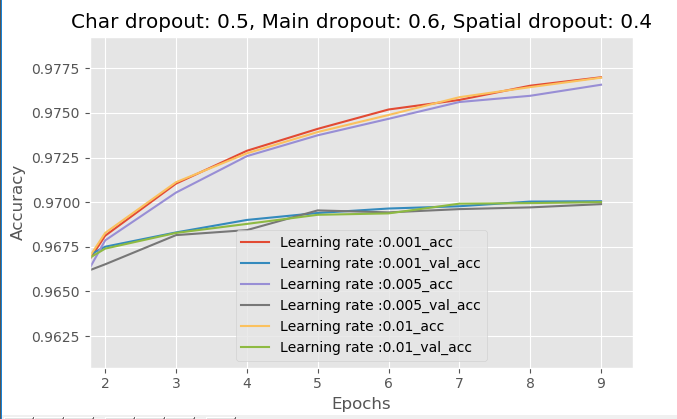 Char dropout: 0.5, Main dropout: 0.6, Spatial dropout: 0.4
Accuracy
0.9775
0.9750
0.9725
0.9700
0.9675
0.9650
0.9625
Learning rate :0.001_acc
Learning rate :0.001_val_acc
Learning rate :0.005_acc
Learning rate :0.005_val_acc
Learning rate :0.01_acc
Learning rate :0.01_val_acc
2 3 4 5 6 7 8 9
Epochs